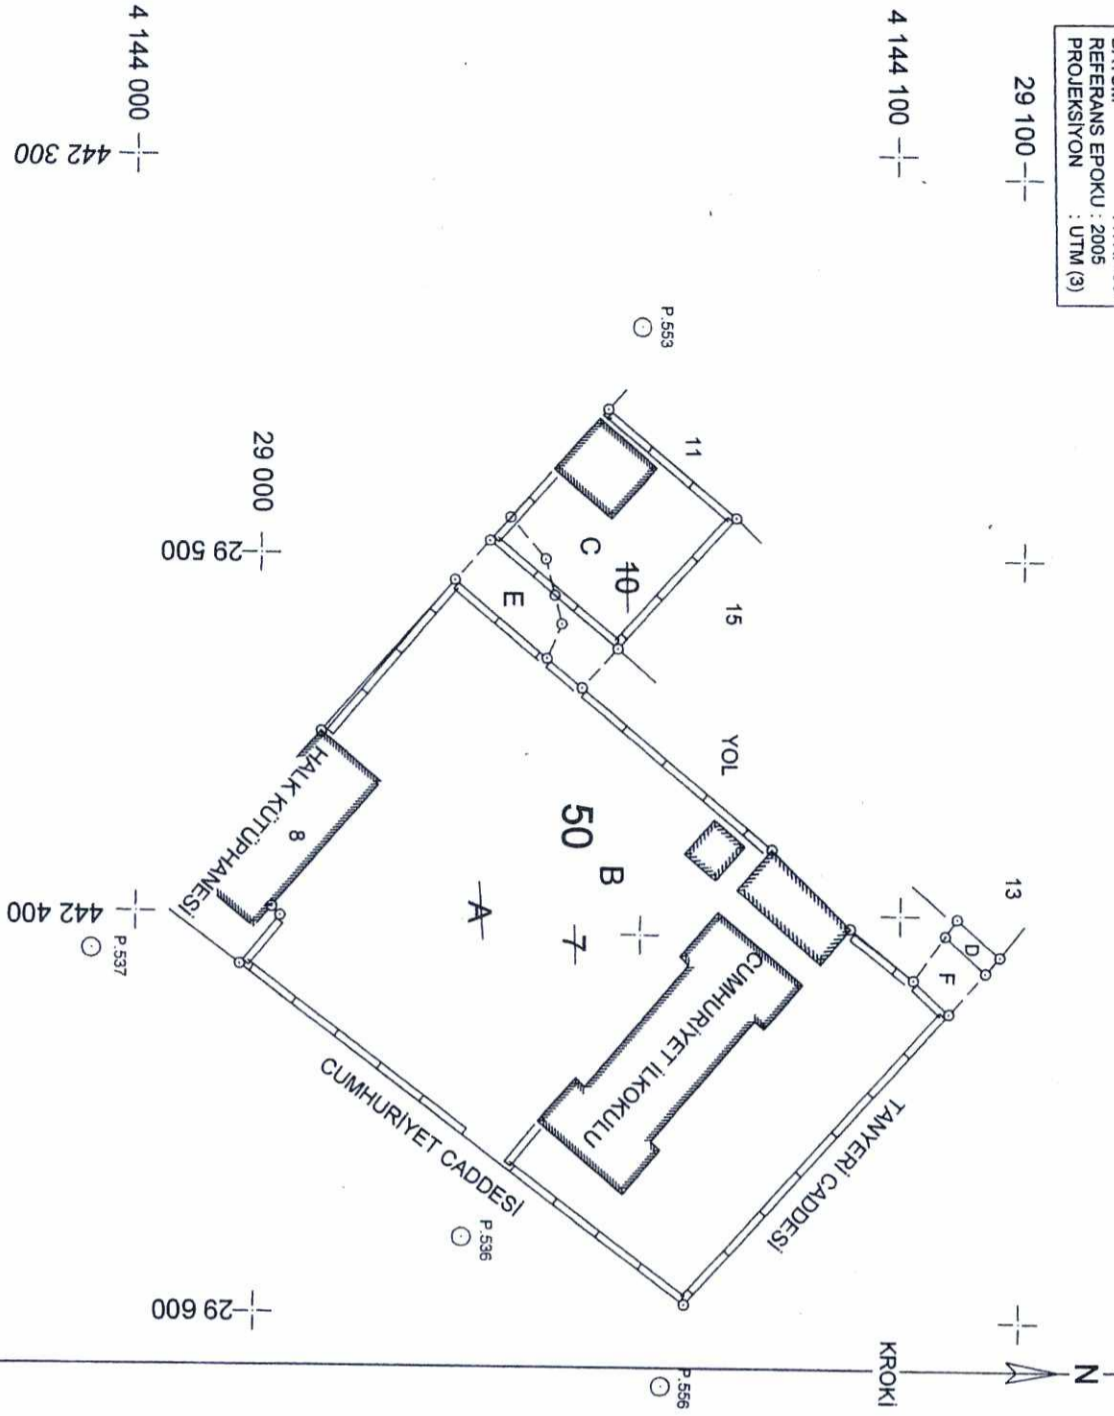 REFERANS EPOKU : 2005
PROJEKSİYON : UTM (3)
N
KROKİ
29 100
4 144 100
4 144 000
442 300
P.553
11
29 000
29 500
C
10
15
E
YOL
13
D
F
50
B
A
7
HALK KÜTÜPHANESİ
8
442 400
P.537
CUMHURİYET İLKOKULU
TANYERİ CADDESİ
CUMHURİYET CADDESİ
P.536
29 600
P.556